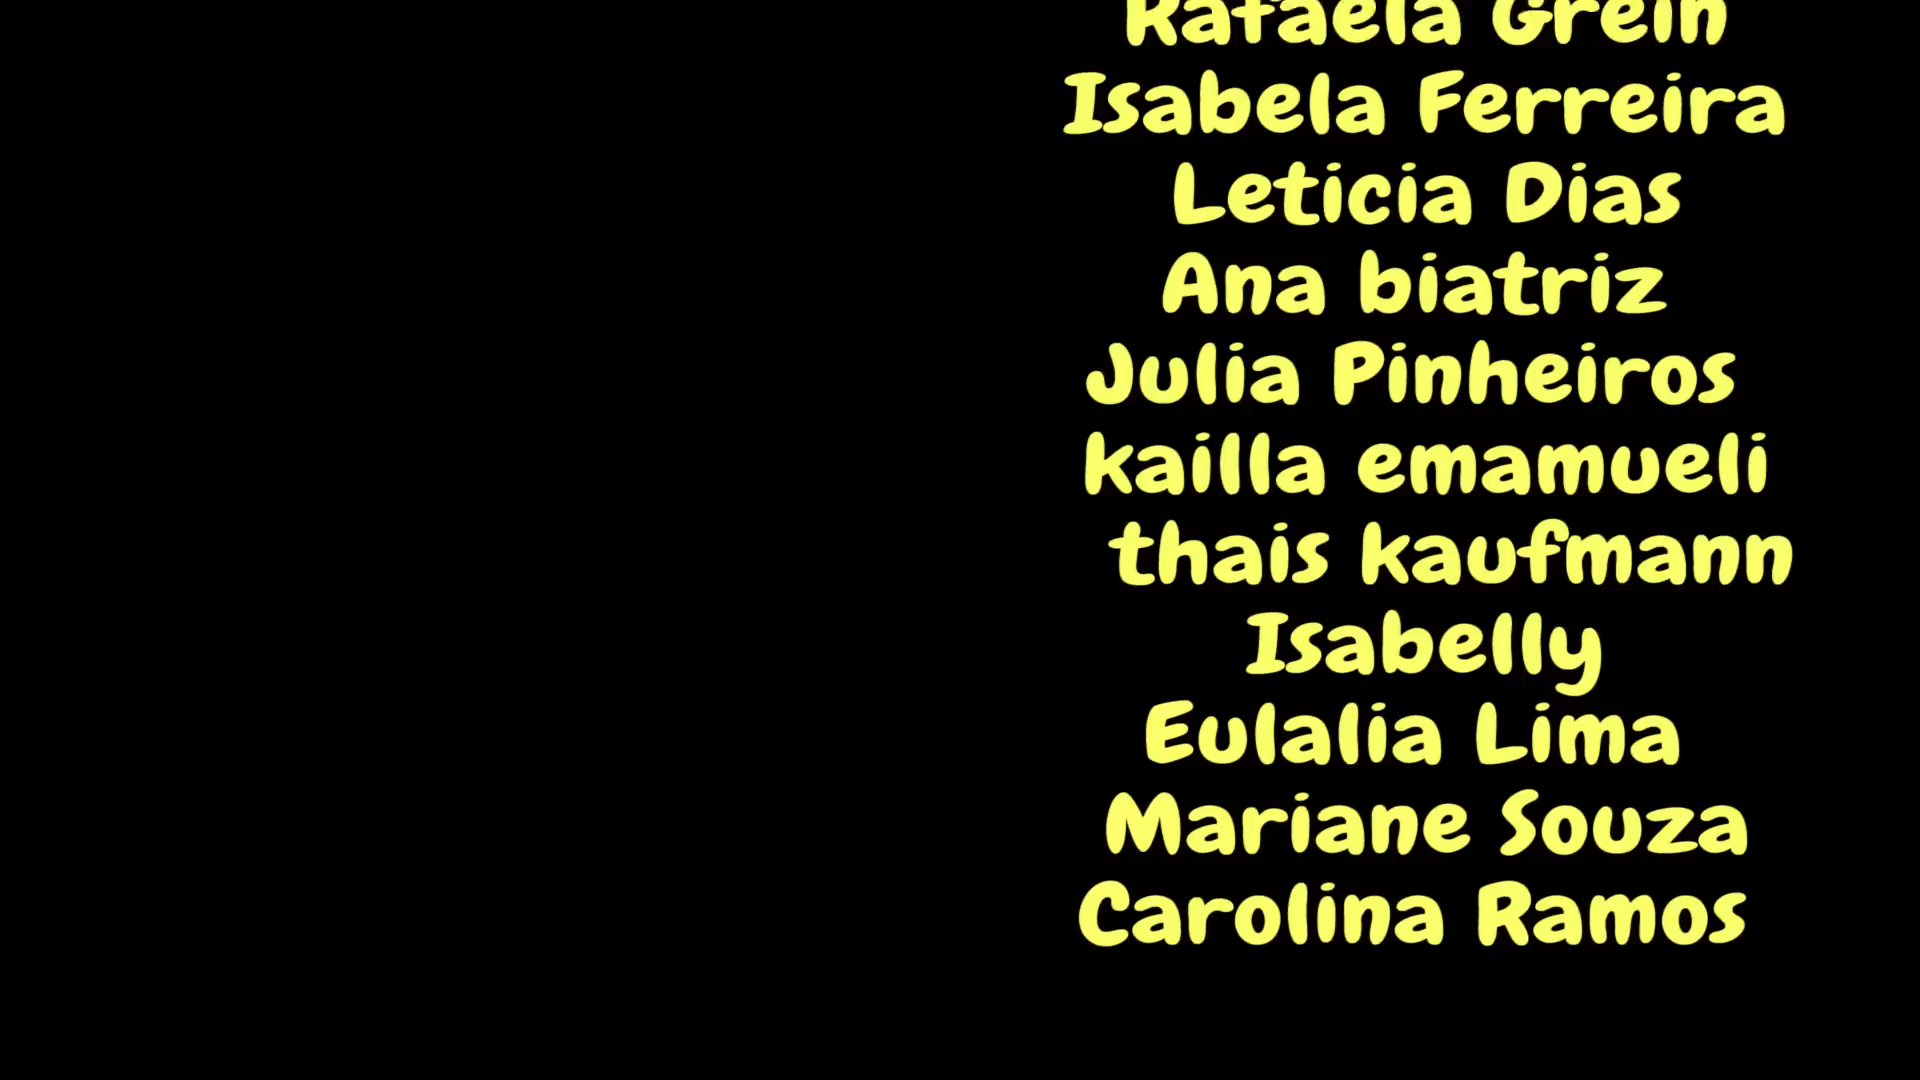 Rafaela Grein
Isabela Ferreira
Leticia Dias
Ana biatriz
Julia Pinheiros
kailla emamueli
thais kaufmann
Isabelly
Eulalia Lima
Mariane Souza
Carolina Ramos